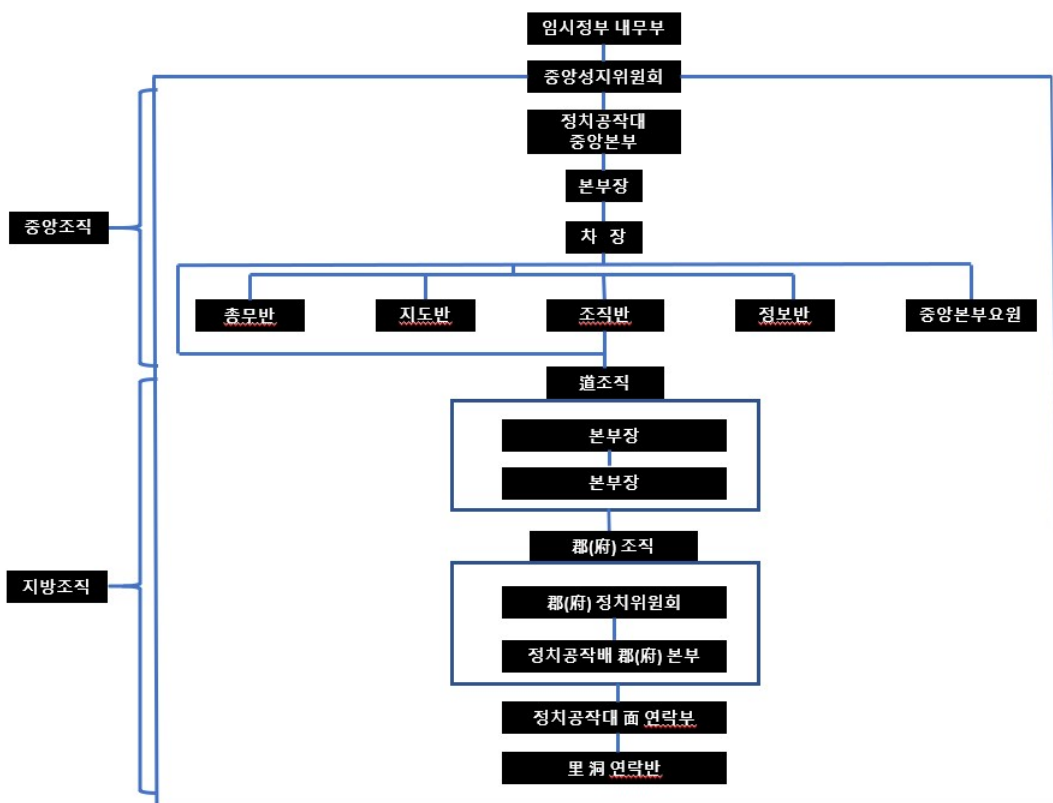 임시정부 내무부
중앙성지위원회
정치공작대
중앙본부
본부장
중앙조직
차 장
총무반
지도반
조직반
정보반
중앙본부요원
道조직
본부장
본부장
郡(府) 조직
지방조직
郡(府) 정치위원회
정치공작배 郡(府) 본부
정치공작대 面 연락부
里 洞 연락반